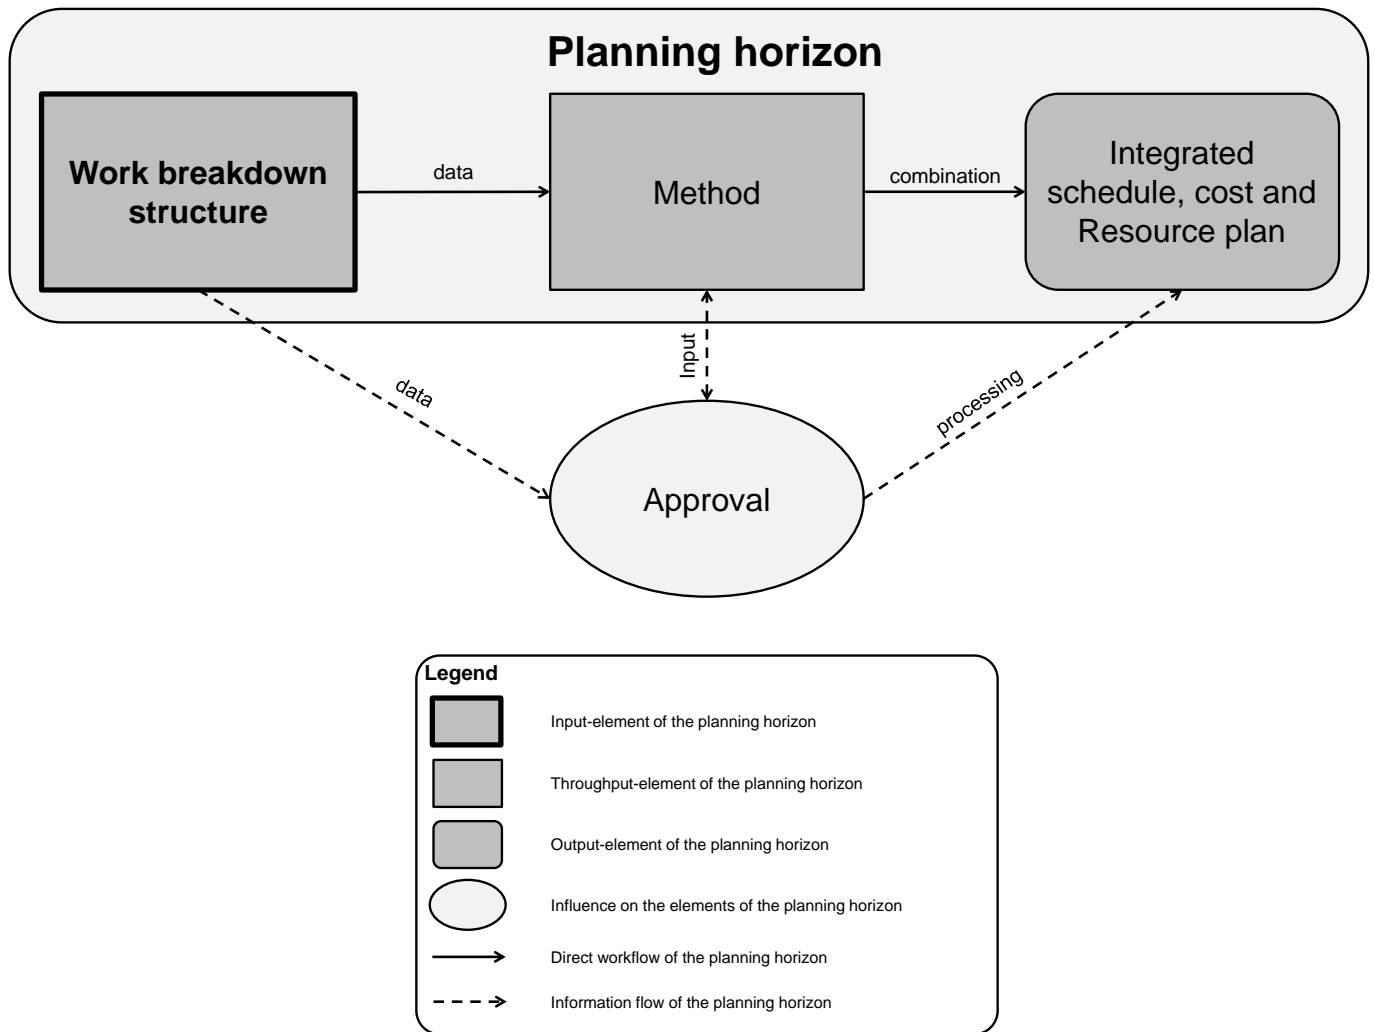 Planning horizon
Work breakdown
structure
data
Method
combination
Integrated
schedule, cost and
Resource plan
data
Input
processing
Approval
Legend
Input-element of the planning horizon
Throughput-element of the planning horizon
Output-element of the planning horizon
Influence on the elements of the planning horizon
Direct workflow of the planning horizon
Information flow of the planning horizon